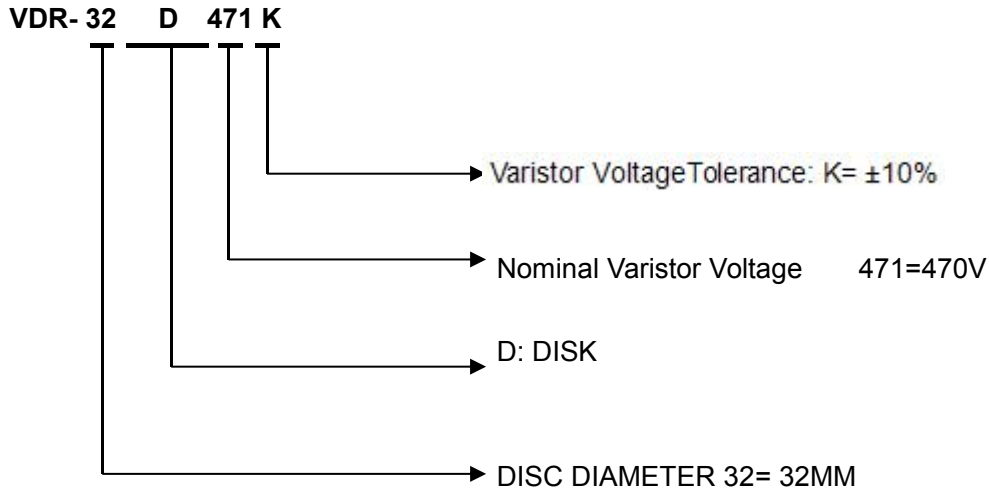 VDR- 32 D 471 K
Varistor VoltageTolerance: K= ±10%
Nominal Varistor Voltage 471=470V
D: DISK
DISC DIAMETER 32= 32MM